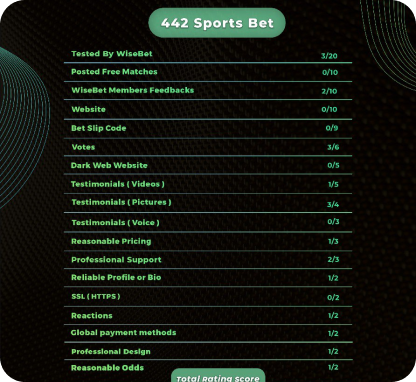 442 Sports Bet
Tested By WiseBet 3/20
Posted Free Matches 0/10
WiseBet Members Feedbacks 2/10
Website 0/10
Bet Slip Code 0/9
Votes 3/6
Dark Web Website 0/5
Testimonials ( Videos ) 1/5
Testimonials ( Pictures ) 3/4
Testimonials ( Voice ) 0/3
Reasonable Pricing 1/3
Professional Support 2/3
Reliable Profile or Bio 1/2
SSL ( HTTPS ) 0/2
Reactions 1/2
Global payment methods 1/2
Professional Design 1/2
Reasonable Odds 1/2
Total Rating Score